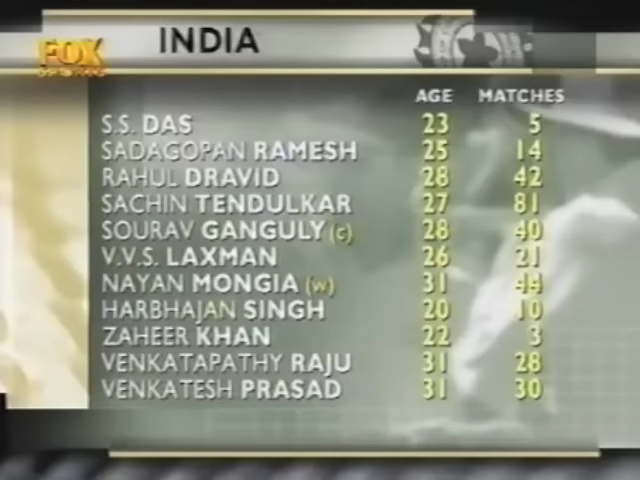 FOX
INDIA
AGE MATCHES
S.S. DAS 23 5
SADAGOPAN RAMESH 25 14
RAHUL DRAVID 28 42
SACHIN TENDULKAR 27 81
SOURAV GANGULY (c) 28 40
V.V.S. LAXMAN 26 21
NAYAN MONGIA (w) 31 44
HARBHAJAN SINGH 20 10
ZAHEER KHAN 22 3
VENKATAPATHY RAJU 31 28
VENKATESH PRASAD 31 30